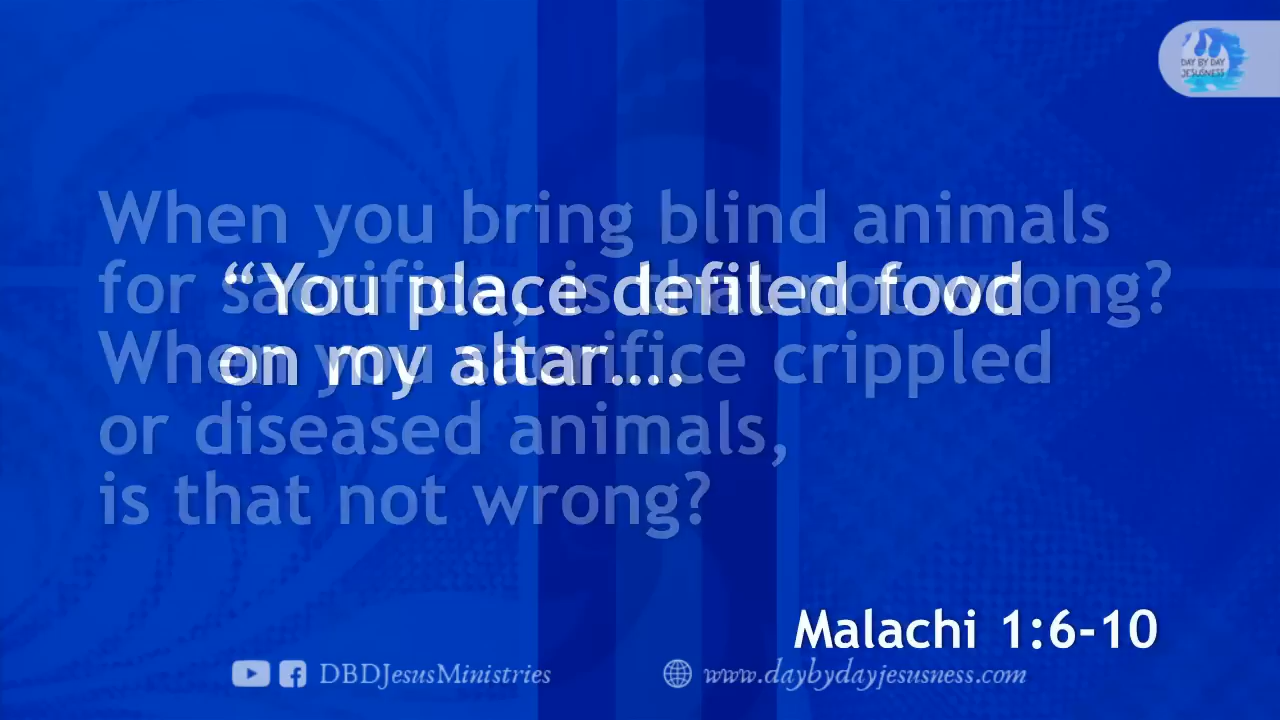 DAY BY DAY
JESUSNESS
When you bring blind animals
for sacrifice, is that not wrong?
When you sacrifice crippled
or diseased animals,
is that not wrong?
“You place defiled food
on my altar....
Malachi 1:6-10
DBDJesusMinistries
www.daybydayjesusness.com